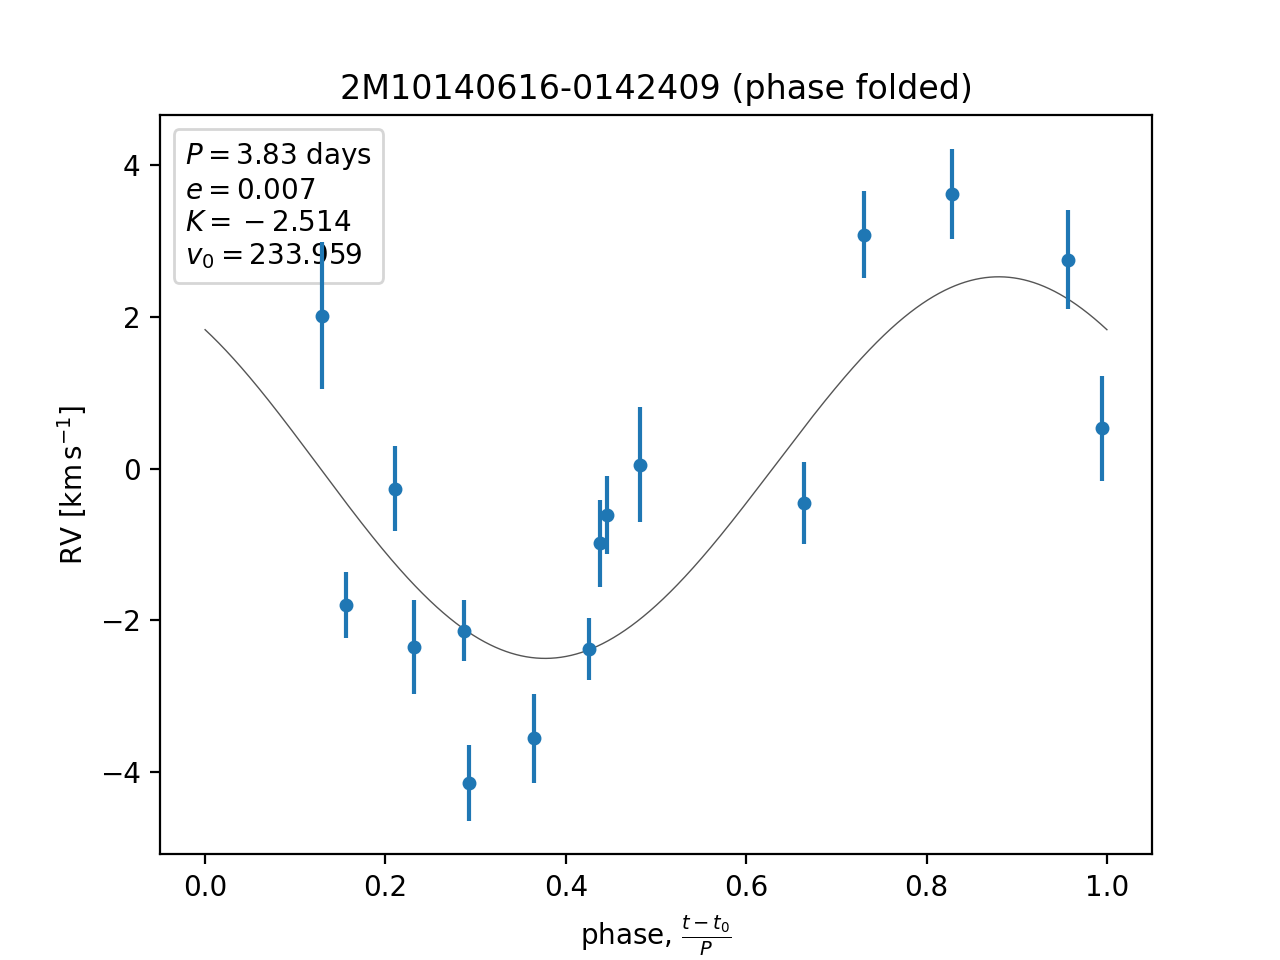 2M10140616-0142409 (phase folded)
P = 3.83 days
e = 0.007
K = −2.514
v₀ = 233.959
4
2
0
−2
−4
RV [km s⁻¹]
0.0 0.2 0.4 0.6 0.8 1.0
phase, (t − t₀)/P